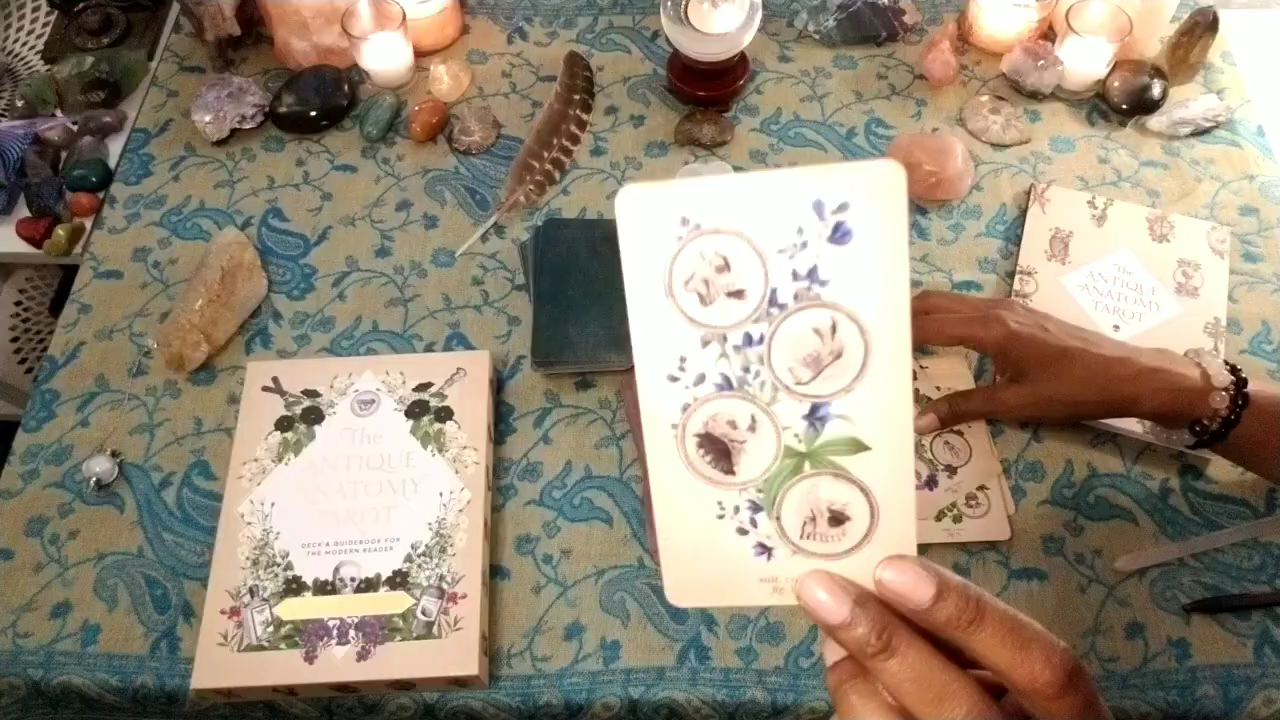 The
ANTIQUE
ANATOMY
TAROT
DECK & GUIDEBOOK FOR
THE MODERN READER
The
ANTIQUE
ANATOMY
TAROT